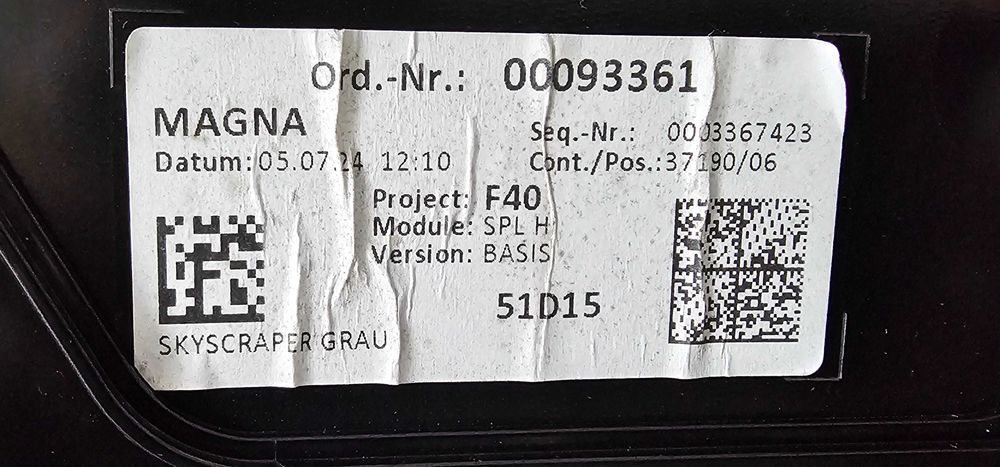 Ord.-Nr.: 00093361
MAGNA
Seq.-Nr.: 0003367423
Datum: 05.07.24 12:10
Cont./Pos.: 37190/06
Project: F40
Module: SPL H
Version: BASIS
51D15
SKYSCRAPER GRAU